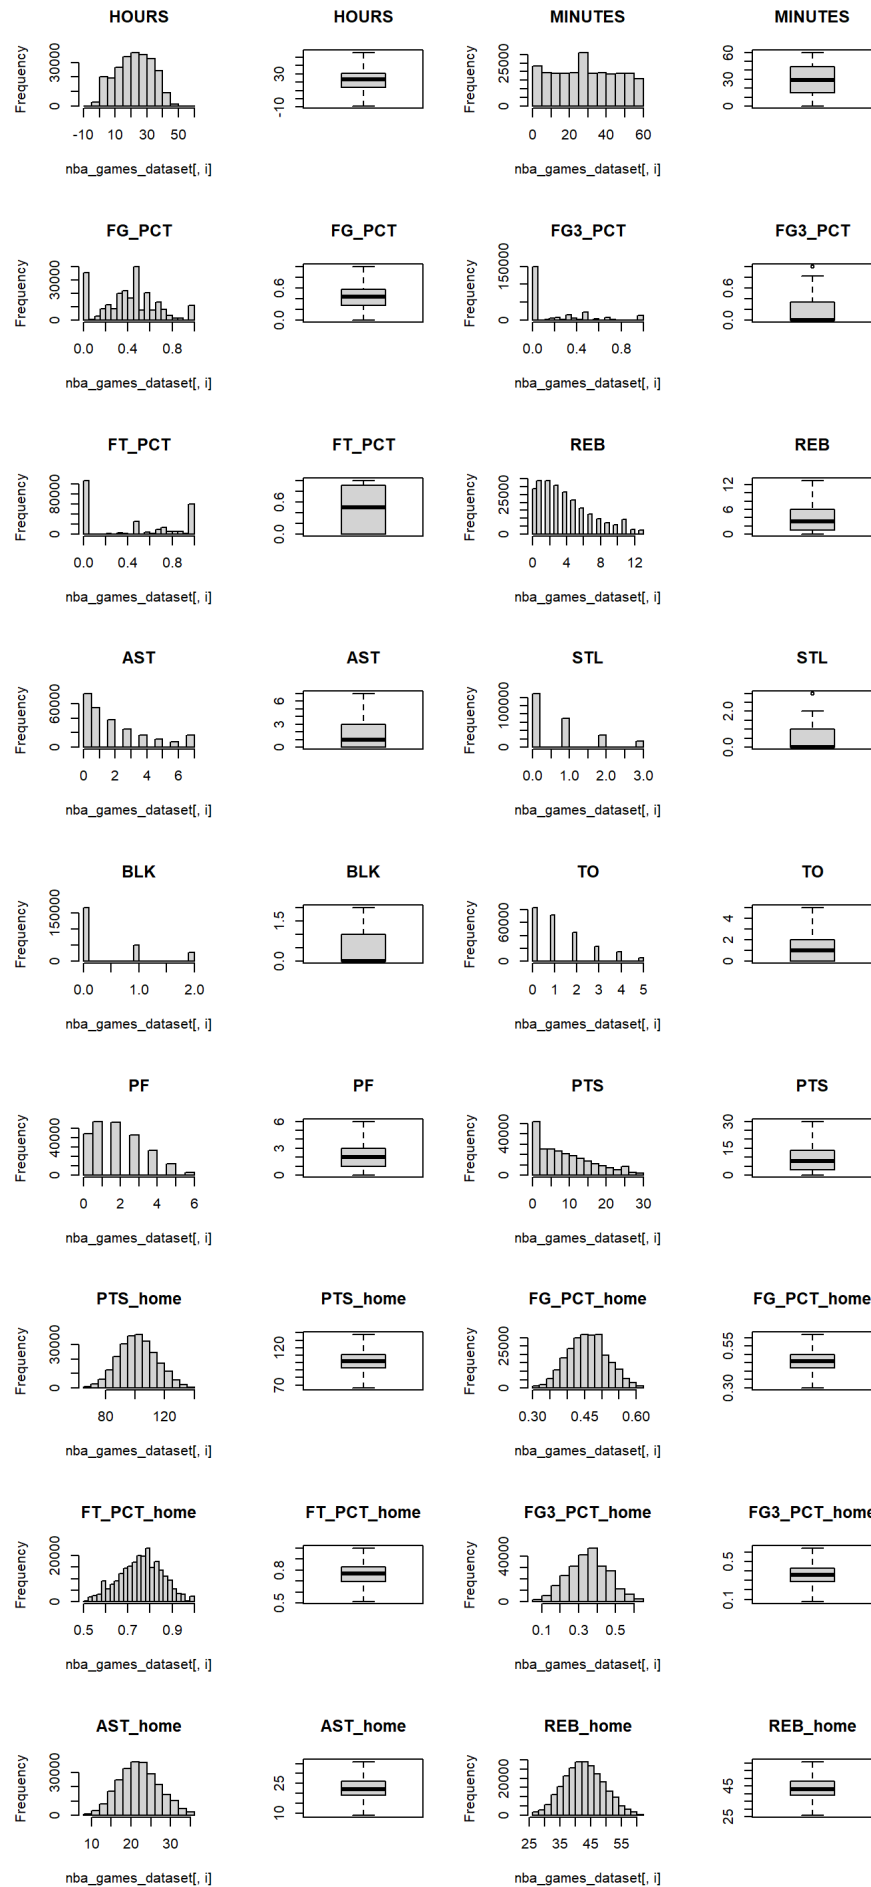 HOURS HOURS MINUTES MINUTES
Frequency 0 30000 -10 30 Frequency 0 25000 0 30 60
-10 10 30 50 0 20 40 60
nba_games_dataset[, i] nba_games_dataset[, i]
FG_PCT FG_PCT FG3_PCT FG3_PCT
Frequency 0 30000 0.0 0.6 Frequency 0 150000 0.0 0.6
0.0 0.4 0.8 0.0 0.4 0.8
nba_games_dataset[, i] nba_games_dataset[, i]
FT_PCT FT_PCT REB REB
Frequency 0 80000 0.0 0.6 Frequency 0 25000 0 6 12
0.0 0.4 0.8 0 4 8 12
nba_games_dataset[, i] nba_games_dataset[, i]
AST AST STL STL
Frequency 0 60000 0 3 6 Frequency 0 100000 0.0 2.0
0 2 4 6 0.0 1.0 2.0 3.0
nba_games_dataset[, i] nba_games_dataset[, i]
BLK BLK TO TO
Frequency 0 150000 0.0 1.5 Frequency 0 60000 0 2 4
0.0 1.0 2.0 0 1 2 3 4 5
nba_games_dataset[, i] nba_games_dataset[, i]
PF PF PTS PTS
Frequency 0 40000 0 3 6 Frequency 0 40000 0 15 30
0 2 4 6 0 10 20 30
nba_games_dataset[, i] nba_games_dataset[, i]
PTS_home PTS_home FG_PCT_home FG_PCT_home
Frequency 0 30000 70 120 Frequency 0 25000 0.30 0.55
80 120 0.30 0.45 0.60
nba_games_dataset[, i] nba_games_dataset[, i]
FT_PCT_home FT_PCT_home FG3_PCT_home FG3_PCT_home
Frequency 0 20000 0.5 0.8 Frequency 0 40000 0.1 0.5
0.5 0.7 0.9 0.1 0.3 0.5
nba_games_dataset[, i] nba_games_dataset[, i]
AST_home AST_home REB_home REB_home
Frequency 0 30000 10 25 Frequency 0 20000 25 45
10 20 30 25 35 45 55
nba_games_dataset[, i] nba_games_dataset[, i]